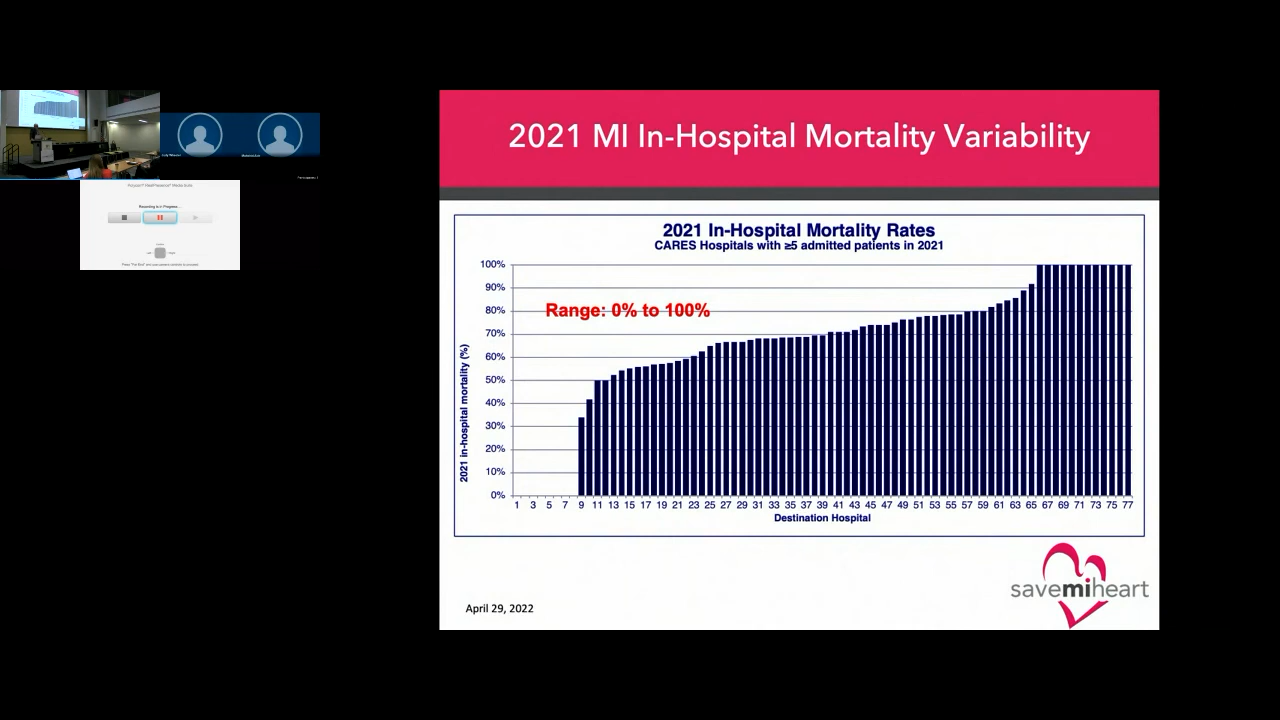 2021 MI In-Hospital Mortality Variability
2021 In-Hospital Mortality Rates
CARES Hospitals with ≥5 admitted patients in 2021
100%
90%
80%
70%
60%
50%
40%
30%
20%
10%
0%
Range: 0% to 100%
2021 in-hospital mortality (%)
1 3 5 7 9 11 13 15 17 19 21 23 25 27 29 31 33 35 37 39 41 43 45 47 49 51 53 55 57 59 61 63 65 67 69 71 73 75 77
Destination Hospital
savemiheart
April 29, 2022
Recording is in Progress...